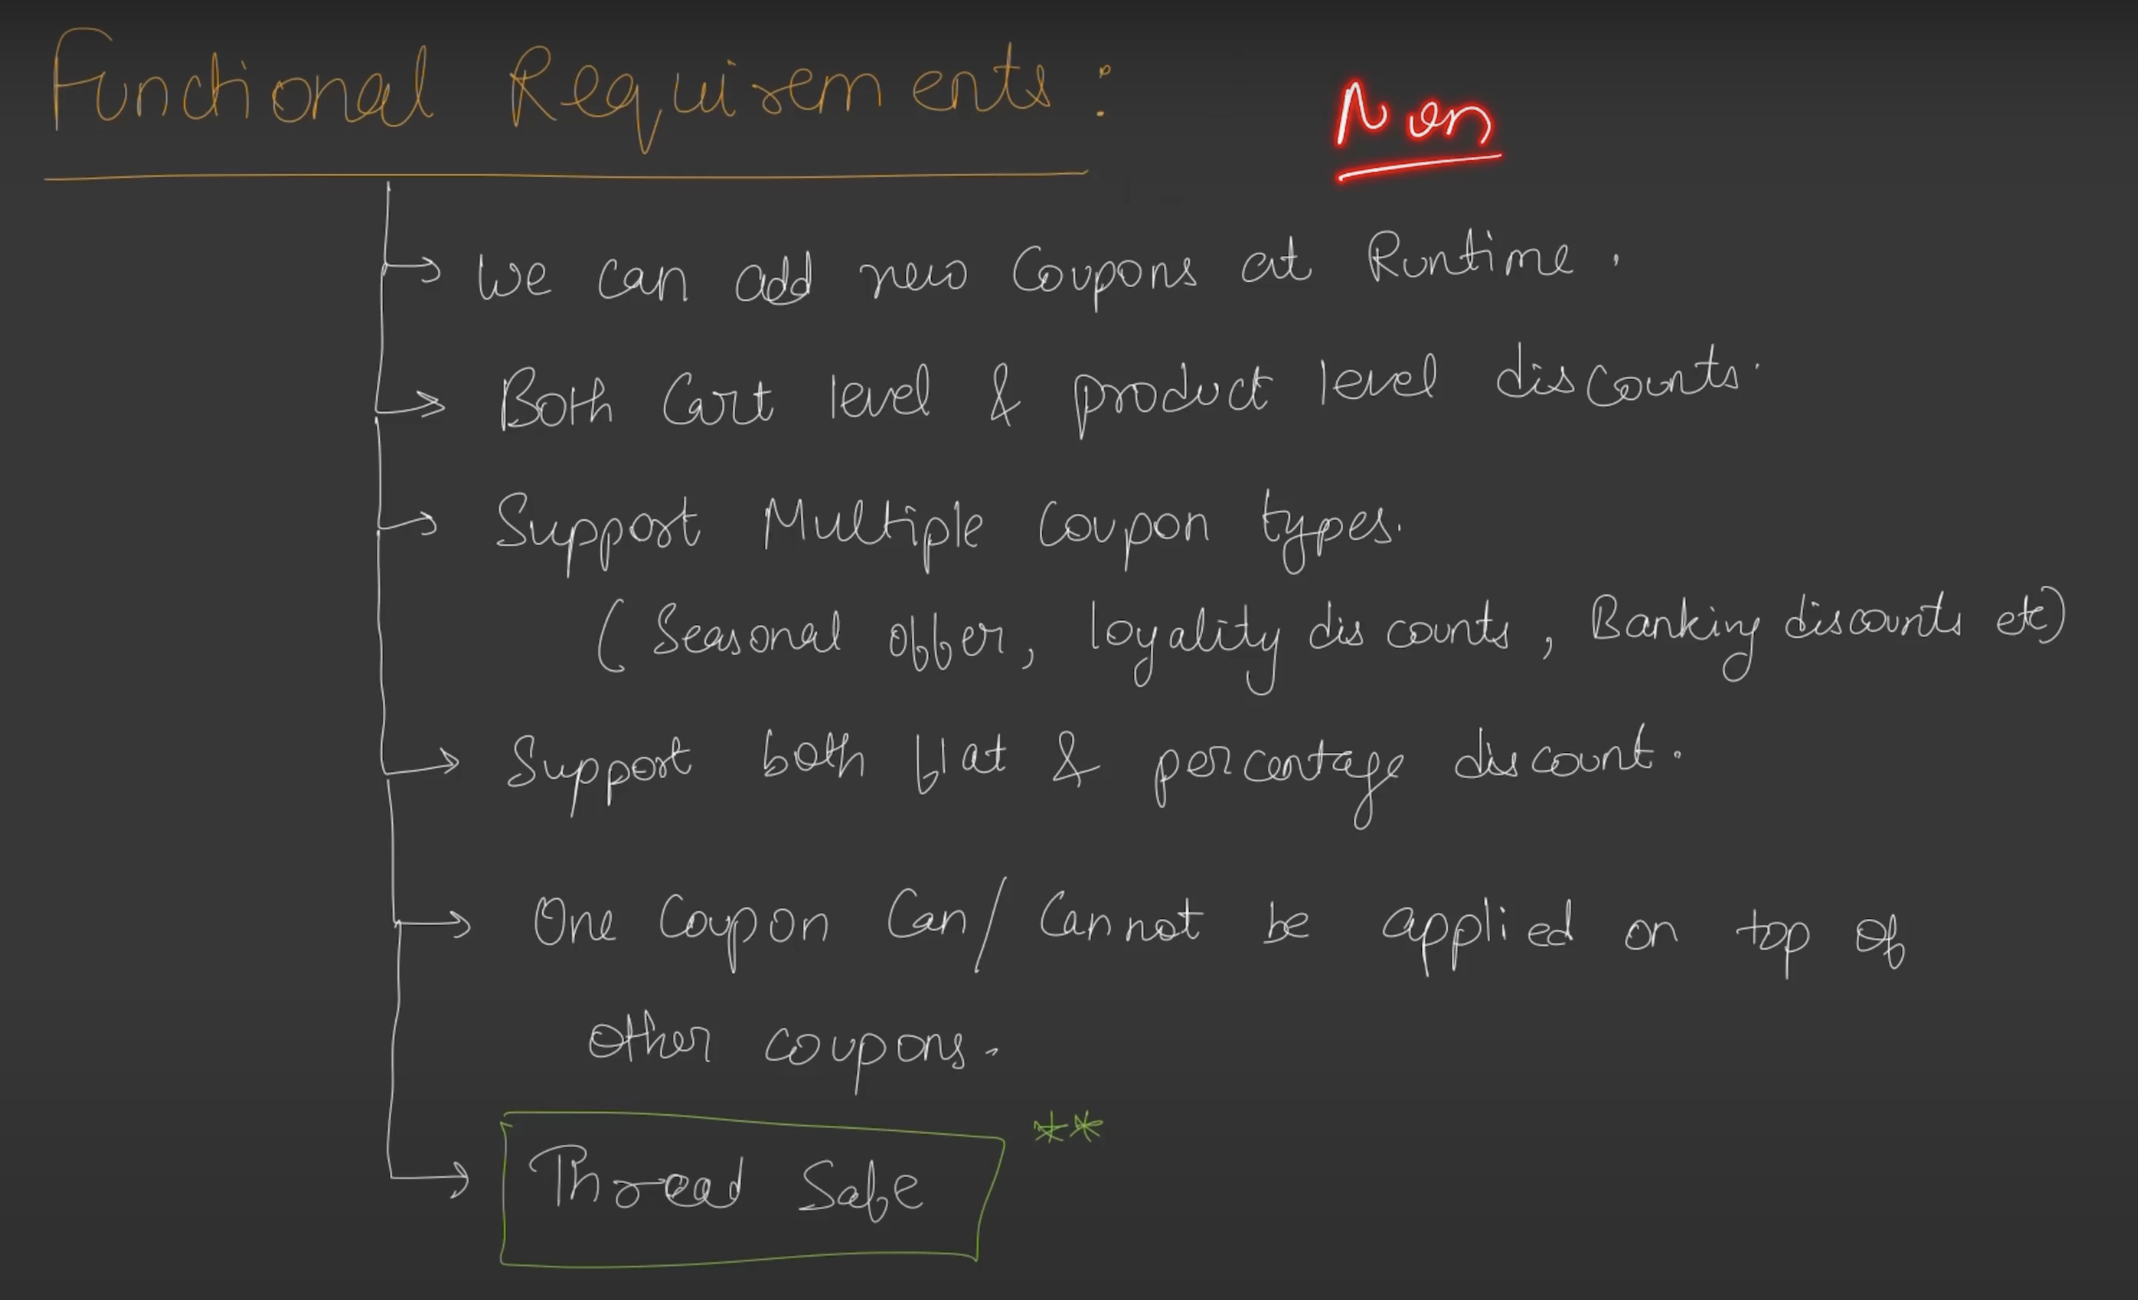 Functional Requirements :
Non
We can add new Coupons at Runtime.
Both Cart level & product level discounts.
Support Multiple Coupon types.
(Seasonal offer, loyality discounts, Banking discounts etc)
Support both flat & percentage discount.
One Coupon Can/Cannot be applied on top of
other coupons.
Thread Safe **